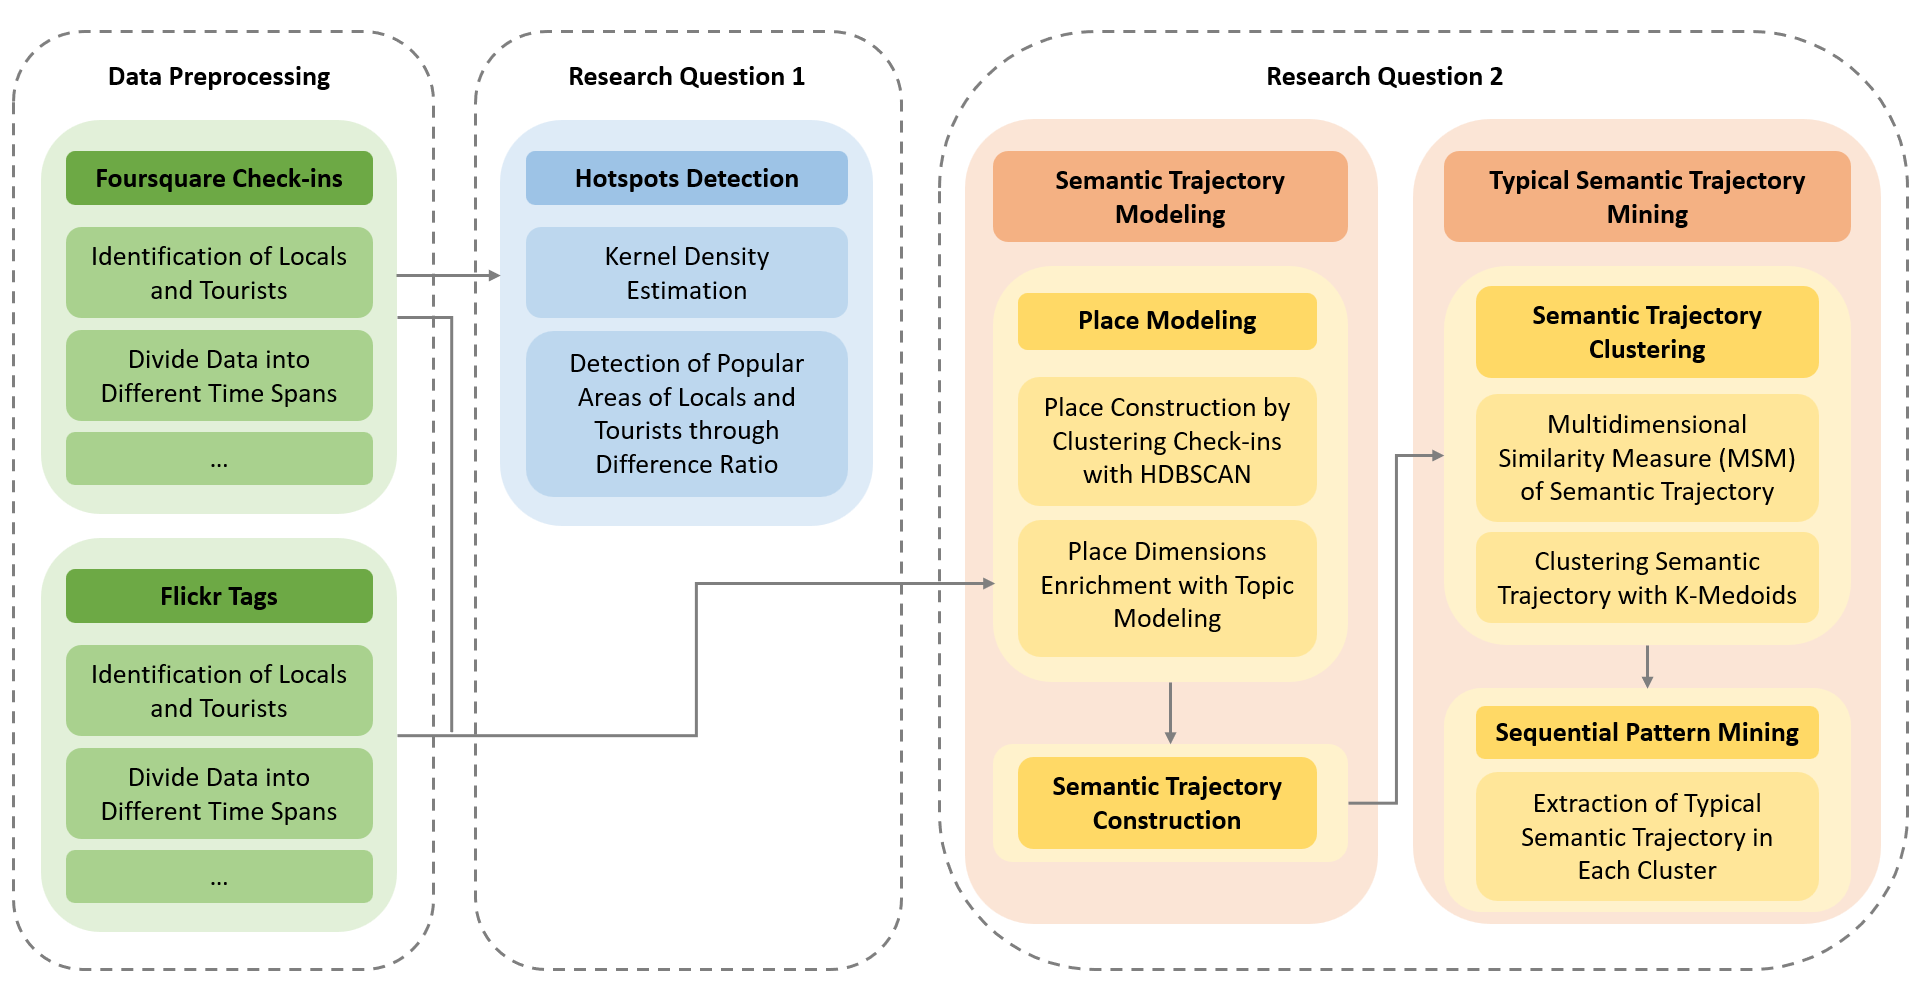 Data Preprocessing
Foursquare Check-ins
Identification of Locals
and Tourists
Divide Data into
Different Time Spans
...
Flickr Tags
Identification of Locals
and Tourists
Divide Data into
Different Time Spans
...
Research Question 1
Hotspots Detection
Kernel Density
Estimation
Detection of Popular
Areas of Locals and
Tourists through
Difference Ratio
Research Question 2
Semantic Trajectory
Modeling
Place Modeling
Place Construction by
Clustering Check-ins
with HDBSCAN
Place Dimensions
Enrichment with Topic
Modeling
Semantic Trajectory
Construction
Typical Semantic Trajectory
Mining
Semantic Trajectory
Clustering
Multidimensional
Similarity Measure (MSM)
of Semantic Trajectory
Clustering Semantic
Trajectory with K-Medoids
Sequential Pattern Mining
Extraction of Typical
Semantic Trajectory in
Each Cluster